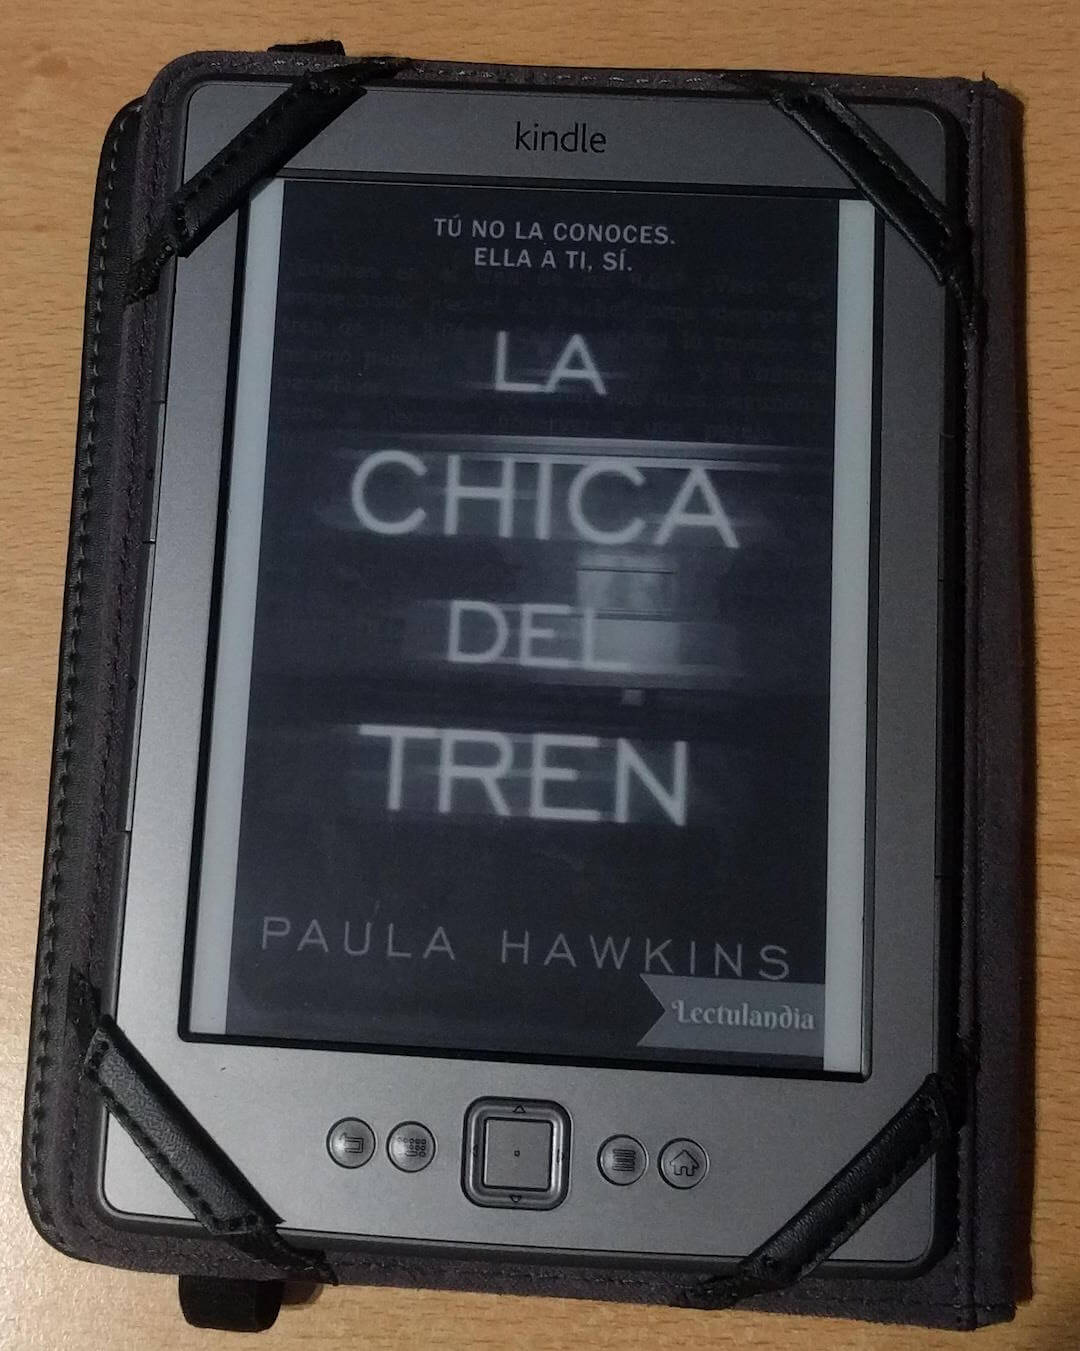 kindle
TÚ NO LA CONOCES.
ELLA A TI, SÍ.
LA
CHICA
DEL
TREN
PAULA HAWKINS
Lectulandia